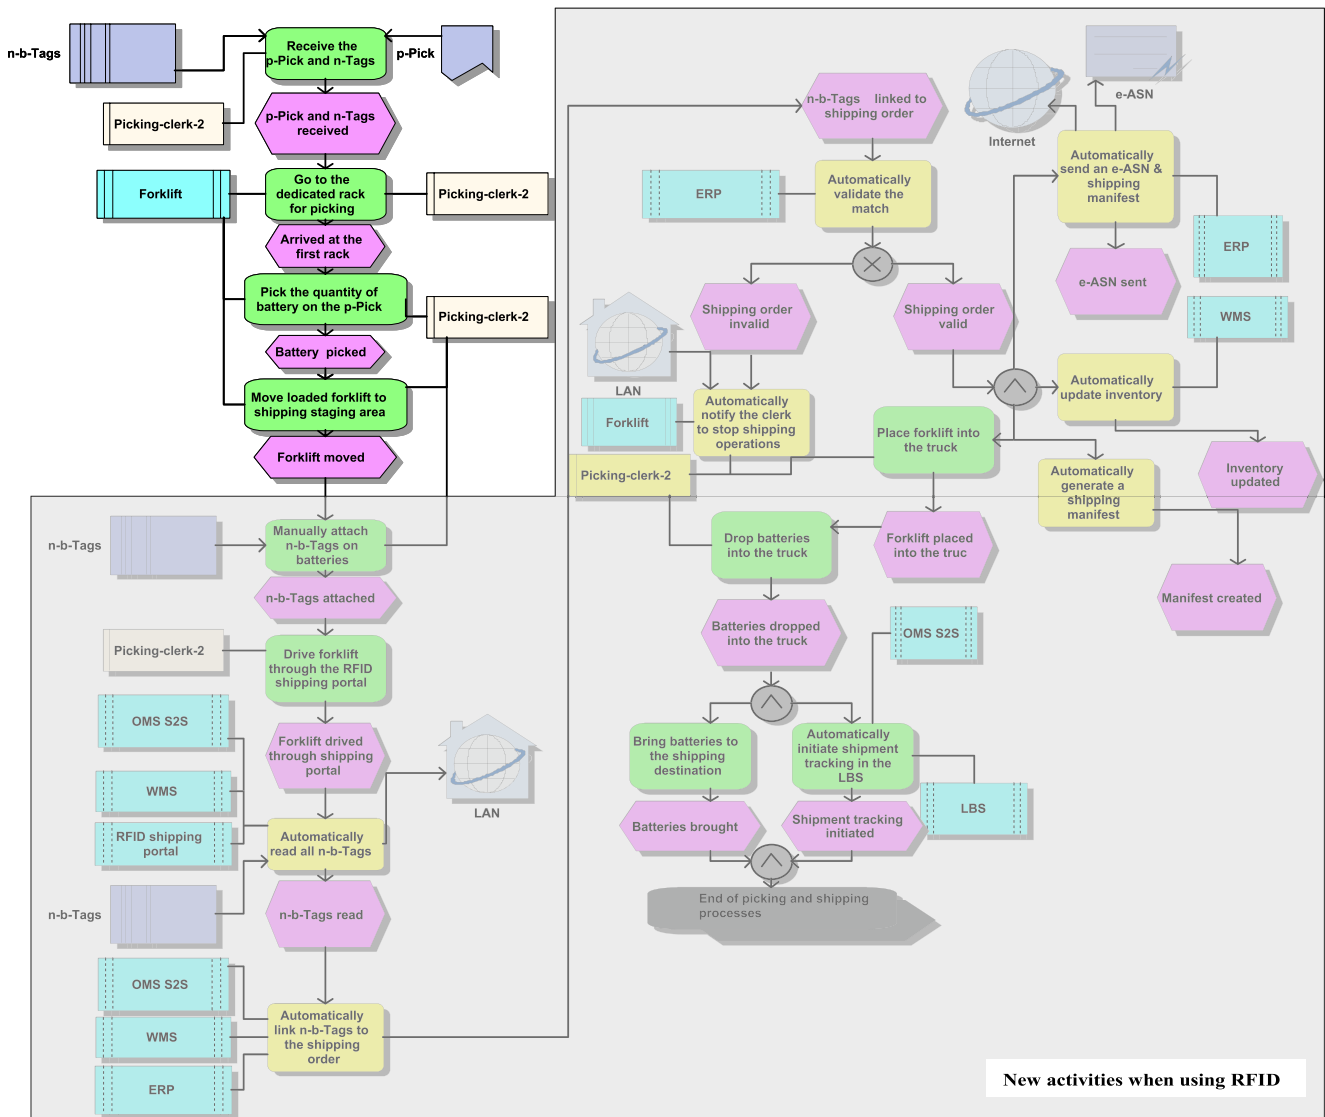 n-b-Tags
Receive the
p-Pick and n-Tags
p-Pick
Picking-clerk-2
p-Pick and n-Tags
received
Forklift
Go to the
dedicated rack
for picking
Picking-clerk-2
Arrived at the
first rack
Pick the quantity of
battery on the p-Pick
Picking-clerk-2
Battery picked
Move loaded forklift to
shipping staging area
Forklift moved
n-b-Tags
Manually attach
n-b-Tags on
batteries
n-b-Tags attached
Picking-clerk-2
Drive forklift
through the RFID
shipping portal
OMS S2S
Forklift drived
through shipping
portal
WMS
LAN
RFID shipping
portal
Automatically
read all n-b-Tags
n-b-Tags
n-b-Tags read
OMS S2S
WMS
Automatically
link n-b-Tags to
the shipping
order
ERP
n-b-Tags linked to
shipping order
Internet
e-ASN
ERP
Automatically
validate the
match
Automatically
send an e-ASN &
shipping
manifest
ERP
e-ASN sent
Shipping order
invalid
Shipping order
valid
WMS
LAN
Automatically
update inventory
Forklift
Automatically
notify the clerk
to stop shipping
operations
Place forklift into
the truck
Picking-clerk-2
Automatically
generate a
shipping
manifest
Inventory
updated
Drop batteries
into the truck
Forklift placed
into the truc
Manifest created
Batteries dropped
into the truck
OMS S2S
Bring batteries to
the shipping
destination
Automatically
initiate shipment
tracking in the
LBS
LBS
Batteries brought
Shipment tracking
initiated
End of picking and shipping
processes
New activities when using RFID